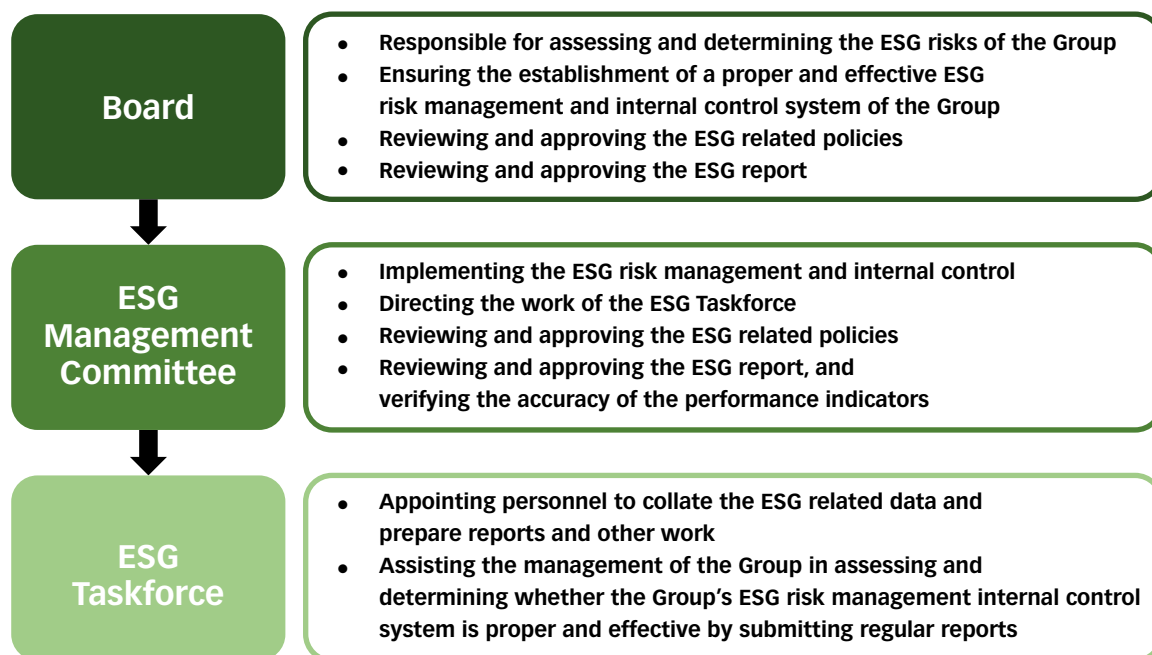 Board
• Responsible for assessing and determining the ESG risks of the Group
• Ensuring the establishment of a proper and effective ESG
risk management and internal control system of the Group
• Reviewing and approving the ESG related policies
• Reviewing and approving the ESG report
ESG
Management
Committee
• Implementing the ESG risk management and internal control
• Directing the work of the ESG Taskforce
• Reviewing and approving the ESG related policies
• Reviewing and approving the ESG report, and
verifying the accuracy of the performance indicators
ESG
Taskforce
• Appointing personnel to collate the ESG related data and
prepare reports and other work
• Assisting the management of the Group in assessing and
determining whether the Group's ESG risk management internal control
system is proper and effective by submitting regular reports